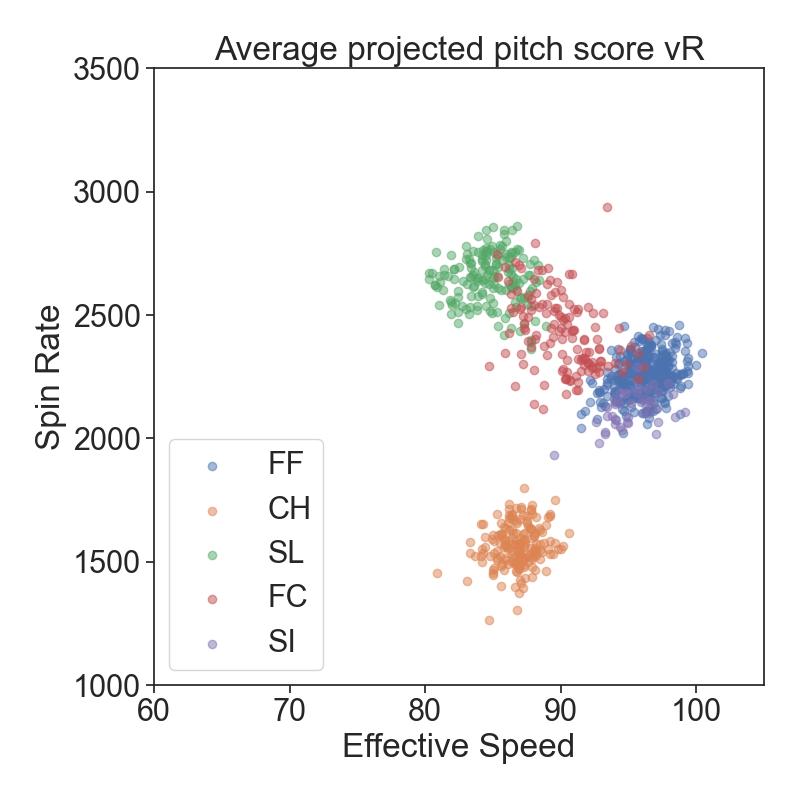 Average projected pitch score vR
3500
3000
2500
2000
1500
1000
Spin Rate
FF
CH
SL
FC
SI
60 70 80 90 100
Effective Speed